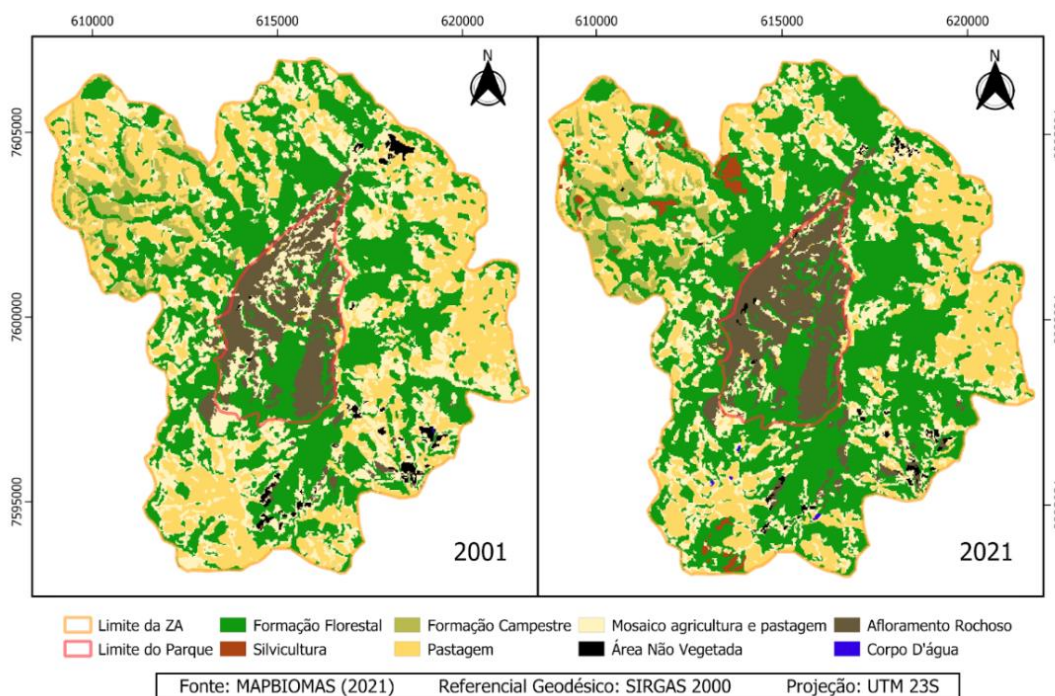 610000 615000 620000 610000 615000 620000
N N
7605000
7600000
7595000
2001 2021
Limite da ZA Formação Florestal Formação Campestre Mosaico agricultura e pastagem Afloramento Rochoso
Limite do Parque Silvicultura Pastagem Área Não Vegetada Corpo D'água
Fonte: MAPBIOMAS (2021) Referencial Geodésico: SIRGAS 2000 Projeção: UTM 23S